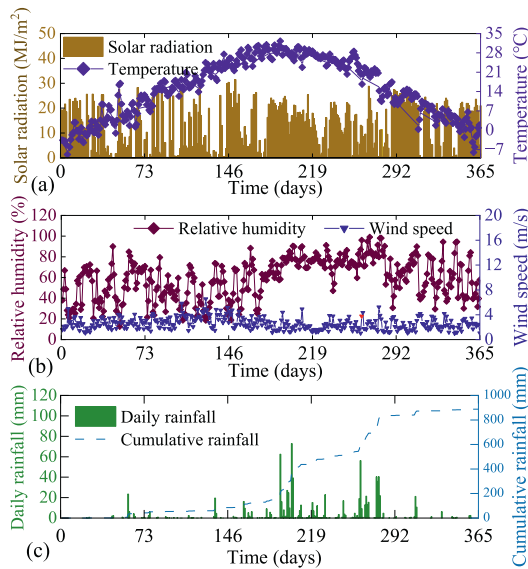 Solar radiation (MJ/m²)
50
40
30
20
10
0
Solar radiation
Temperature
35
28
21
14
7
0
−7
Temperature (°C)
(a)
0 73 146 219 292 365
Time (days)
Relative humidity (%)
120
100
80
60
40
20
0
Relative humidity Wind speed
20
16
12
8
4
0
Wind speed (m/s)
(b)
0 73 146 219 292 365
Time (days)
Daily rainfall (mm)
120
100
80
60
40
20
0
Daily rainfall
Cumulative rainfall
1000
800
600
400
200
0
Cumulative rainfall (mm)
(c)
0 73 146 219 292 365
Time (days)